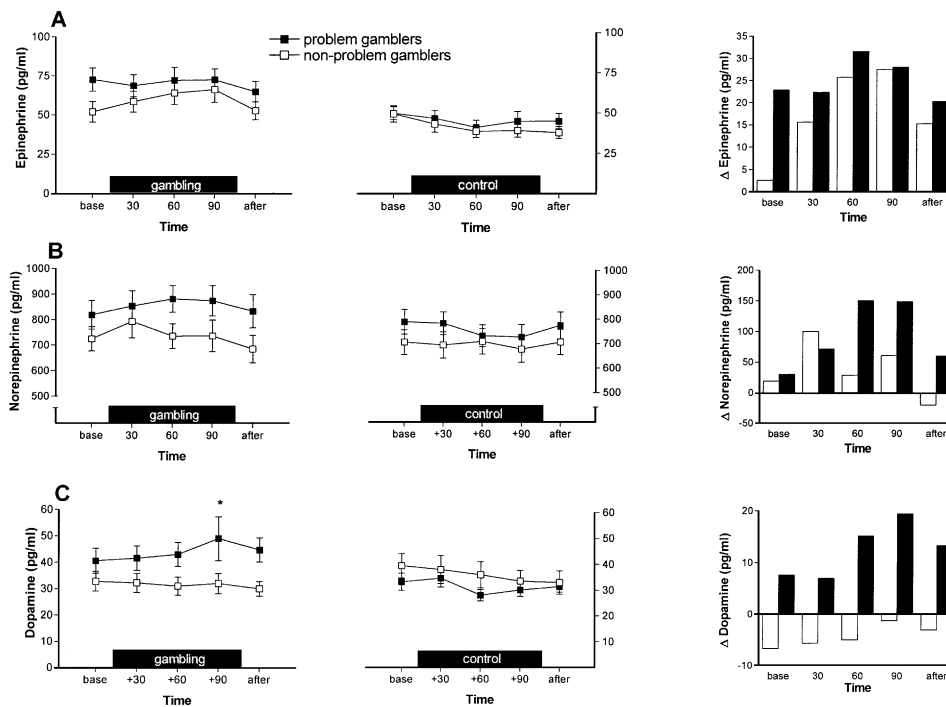 A
problem gamblers
non-problem gamblers
Epinephrine (pg/ml)
100
75
50
25
0
gambling
base 30 60 90 after
Time
100
75
50
25
control
base 30 60 90 after
Time
Δ Epinephrine (pg/ml)
35
30
25
20
15
10
5
0
base 30 60 90 after
Time
B
Norepinephrine (pg/ml)
1000
900
800
700
600
500
gambling
base 30 60 90 after
Time
1000
900
800
700
600
500
control
base +30 +60 +90 after
Time
Δ Norepinephrine (pg/ml)
200
150
100
50
0
-50
base 30 60 90 after
Time
C
Dopamine (pg/ml)
60
50
40
30
20
10
0
*
gambling
base +30 +60 +90 after
Time
60
50
40
30
20
10
control
base +30 +60 +90 after
Time
Δ Dopamine (pg/ml)
20
10
0
-10
base 30 60 90 after
Time